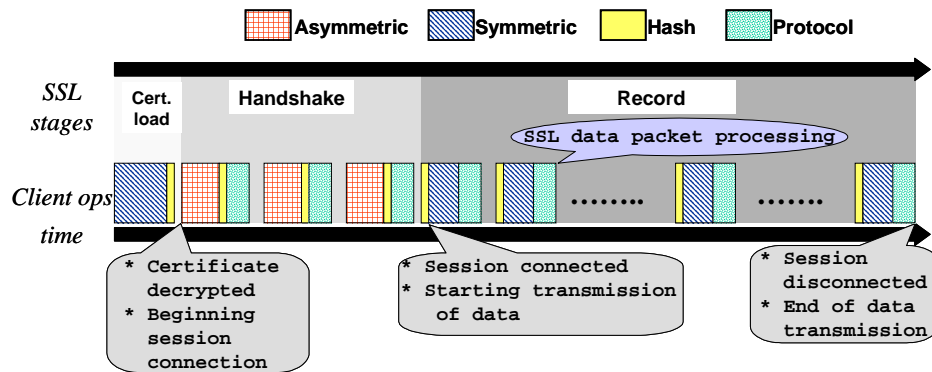 Asymmetric Symmetric Hash Protocol
SSL
stages
Cert.
load
Handshake
Record
SSL data packet processing
Client ops
........ .......
time
* Certificate
decrypted
* Beginning
session
connection
* Session connected
* Starting transmission
of data
* Session
disconnected
* End of data
transmission